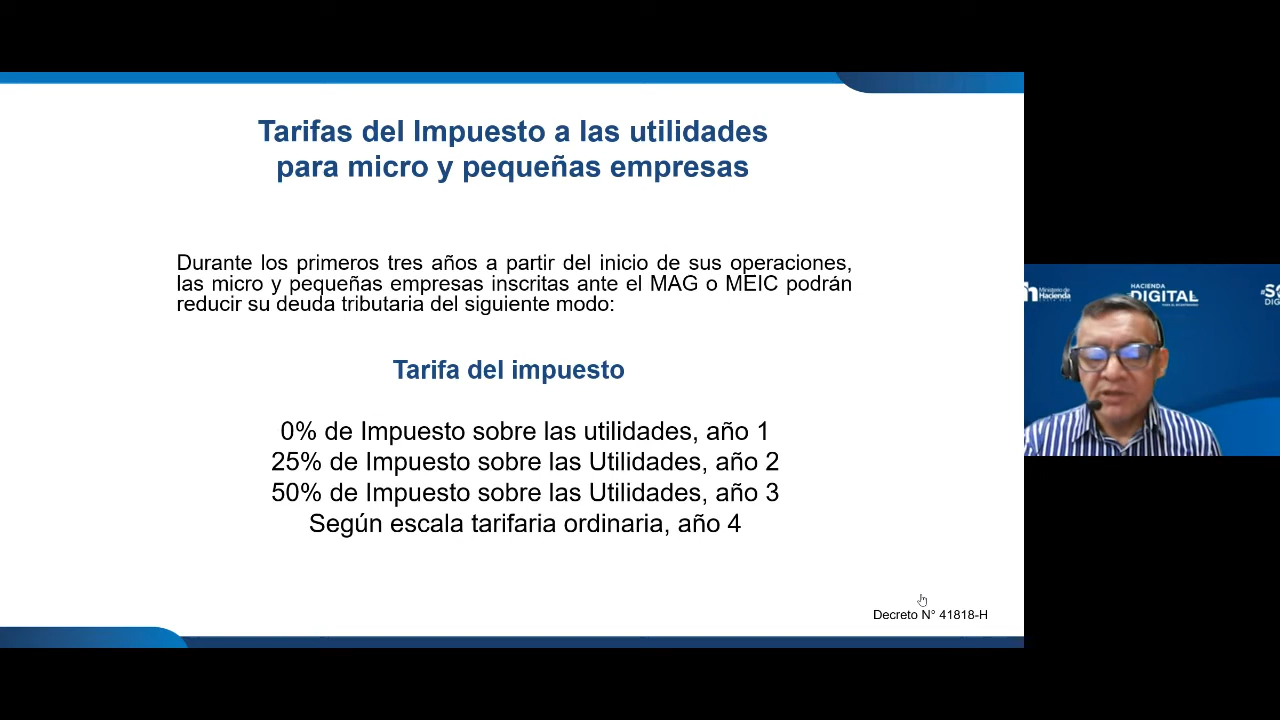 Tarifas del Impuesto a las utilidades
para micro y pequeñas empresas
Durante los primeros tres años a partir del inicio de sus operaciones,
las micro y pequeñas empresas inscritas ante el MAG o MEIC podrán
reducir su deuda tributaria del siguiente modo:
Tarifa del impuesto
0% de Impuesto sobre las utilidades, año 1
25% de Impuesto sobre las Utilidades, año 2
50% de Impuesto sobre las Utilidades, año 3
Según escala tarifaria ordinaria, año 4
Decreto N° 41818-H
Ministerio de
Hacienda
HACIENDA
DIGITAL